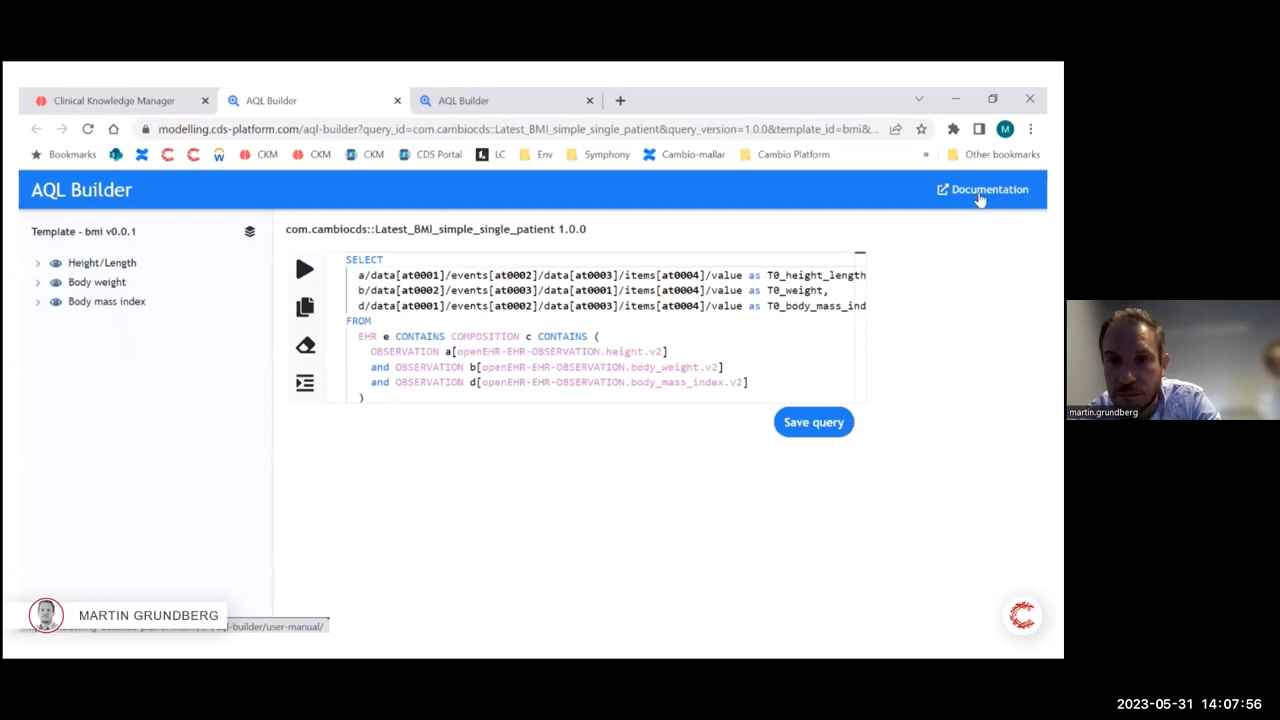 Clinical Knowledge Manager
AQL Builder
AQL Builder
modelling.cds-platform.com/aql-builder?query_id=com.cambiocds::Latest_BMI_simple_single_patient&query_version=1.0.0&template_id=bmi&...
M
Bookmarks
CKM
CKM
CKM
CDS Portal
LC
Env
Symphony
Cambio-mallar
Cambio Platform
»
Other bookmarks
AQL Builder
Documentation
Template - bmi v0.0.1
Height/Length
Body weight
Body mass index
com.cambiocds::Latest_BMI_simple_single_patient 1.0.0
SELECT
a/data[at0001]/events[at0002]/data[at0003]/items[at0004]/value as T0_height_length
b/data[at0002]/events[at0003]/data[at0001]/items[at0004]/value as T0_weight,
d/data[at0001]/events[at0002]/data[at0003]/items[at0004]/value as T0_body_mass_ind
FROM
EHR e CONTAINS COMPOSITION c CONTAINS (
OBSERVATION a[openEHR-EHR-OBSERVATION.height.v2]
and OBSERVATION b[openEHR-EHR-OBSERVATION.body_weight.v2]
and OBSERVATION d[openEHR-EHR-OBSERVATION.body_mass_index.v2]
)
Save query
MARTIN GRUNDBERG
-builder/user-manual/
martin.grundberg
2023-05-31 14:07:56